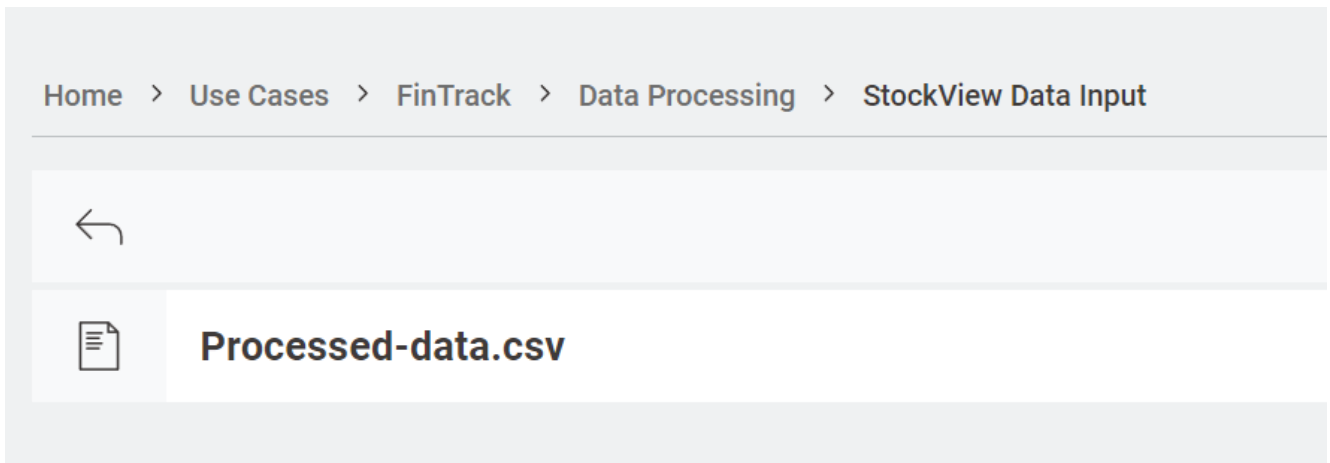 Home > Use Cases > FinTrack > Data Processing > StockView Data Input
Processed-data.csv